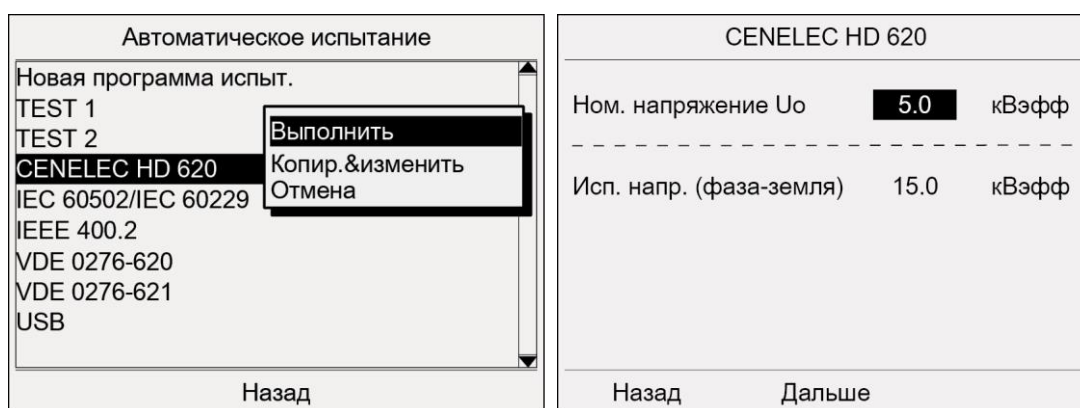 Автоматическое испытание
Новая программа испыт.
TEST 1
TEST 2
CENELEC HD 620
IEC 60502/IEC 60229
IEEE 400.2
VDE 0276-620
VDE 0276-621
USB
Выполнить
Копир.&изменить
Отмена
Назад
CENELEC HD 620
Ном. напряжение Uo 5.0 кВэфф
Исп. напр. (фаза-земля) 15.0 кВэфф
Назад Дальше